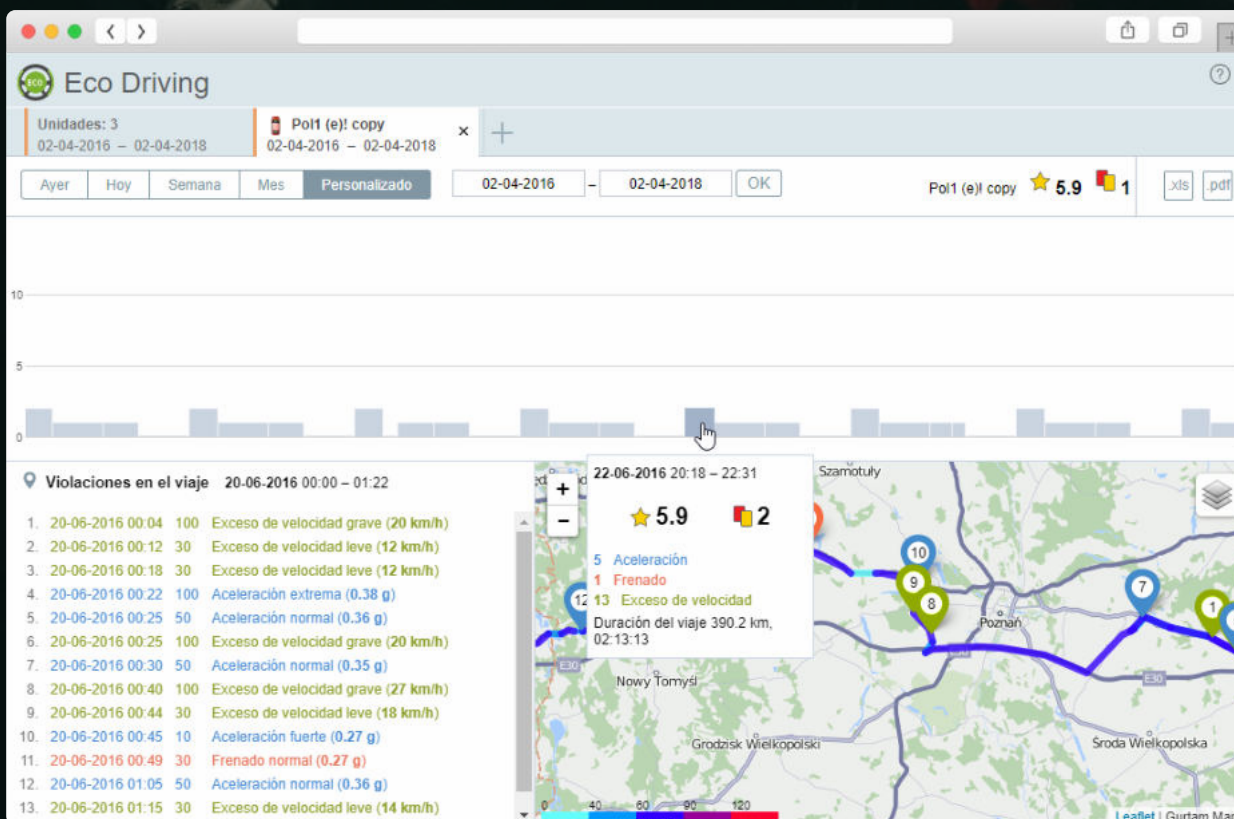 ECO Eco Driving ?
Unidades: 3
02-04-2016 – 02-04-2018
Pol1 (e)! copy
02-04-2016 – 02-04-2018
Ayer Hoy Semana Mes Personalizado 02-04-2016 – 02-04-2018 OK Pol1 (e)! copy 5.9 1 .xls .pdf
10
5
0
Violaciones en el viaje 20-06-2016 00:00 – 01:22
1. 20-06-2016 00:04 100 Exceso de velocidad grave (20 km/h)
2. 20-06-2016 00:12 30 Exceso de velocidad leve (12 km/h)
3. 20-06-2016 00:18 30 Exceso de velocidad leve (12 km/h)
4. 20-06-2016 00:22 100 Aceleración extrema (0.38 g)
5. 20-06-2016 00:25 50 Aceleración normal (0.36 g)
6. 20-06-2016 00:25 100 Exceso de velocidad grave (20 km/h)
7. 20-06-2016 00:30 50 Aceleración normal (0.35 g)
8. 20-06-2016 00:40 100 Exceso de velocidad grave (27 km/h)
9. 20-06-2016 00:44 30 Exceso de velocidad leve (18 km/h)
10. 20-06-2016 00:45 10 Aceleración fuerte (0.27 g)
11. 20-06-2016 00:49 30 Frenado normal (0.27 g)
12. 20-06-2016 01:05 50 Aceleración normal (0.36 g)
13. 20-06-2016 01:15 30 Exceso de velocidad leve (14 km/h)
+
−
22-06-2016 20:18 – 22:31
5.9 2
5 Aceleración
1 Frenado
13 Exceso de velocidad
Duración del viaje 390.2 km,
02:13:13
Szamotuły
10
9
8
12
7
1
Poznań
E30
E30
Nowy Tomyśl
Grodzisk Wielkopolski
Środa Wielkopolska
0 40 60 90 120
Leaflet | Gurtam Map